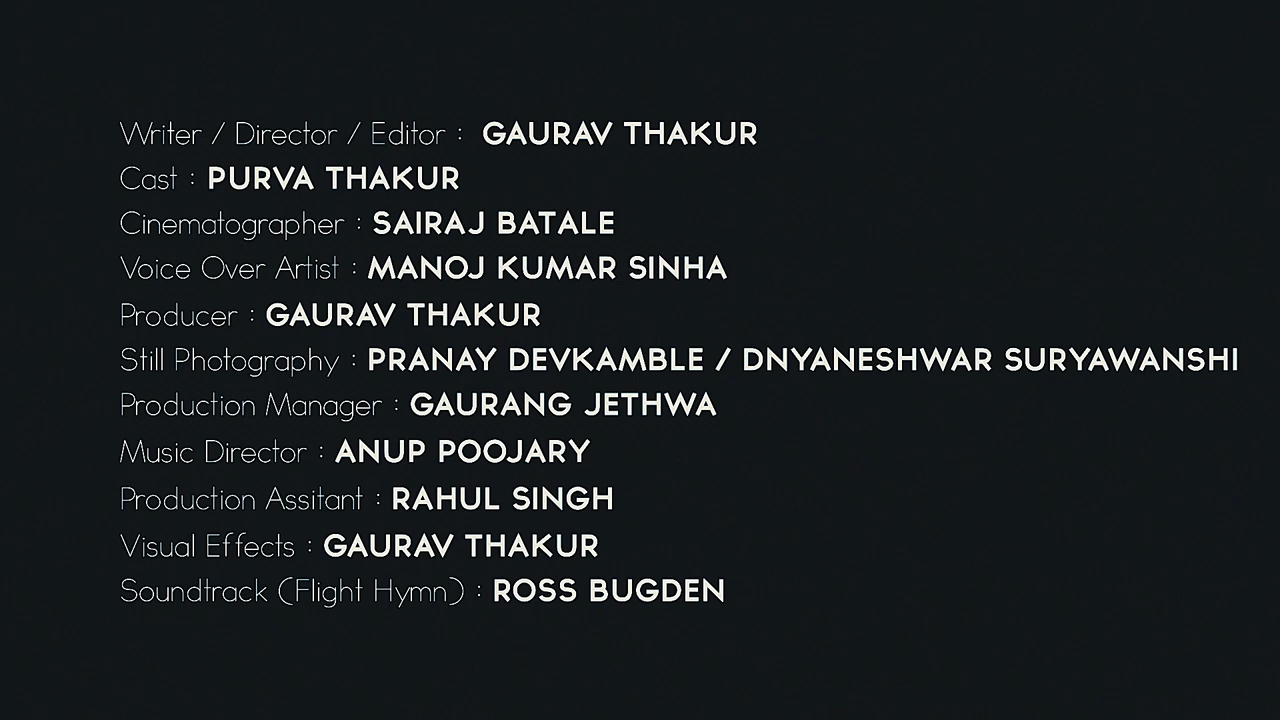 Writer / Director / Editor : GAURAV THAKUR
Cast : PURVA THAKUR
Cinematographer : SAIRAJ BATALE
Voice Over Artist : MANOJ KUMAR SINHA
Producer : GAURAV THAKUR
Still Photography : PRANAY DEVKAMBLE / DNYANESHWAR SURYAWANSHI
Production Manager : GAURANG JETHWA
Music Director : ANUP POOJARY
Production Assitant : RAHUL SINGH
Visual Effects : GAURAV THAKUR
Soundtrack (Flight Hymn) : ROSS BUGDEN